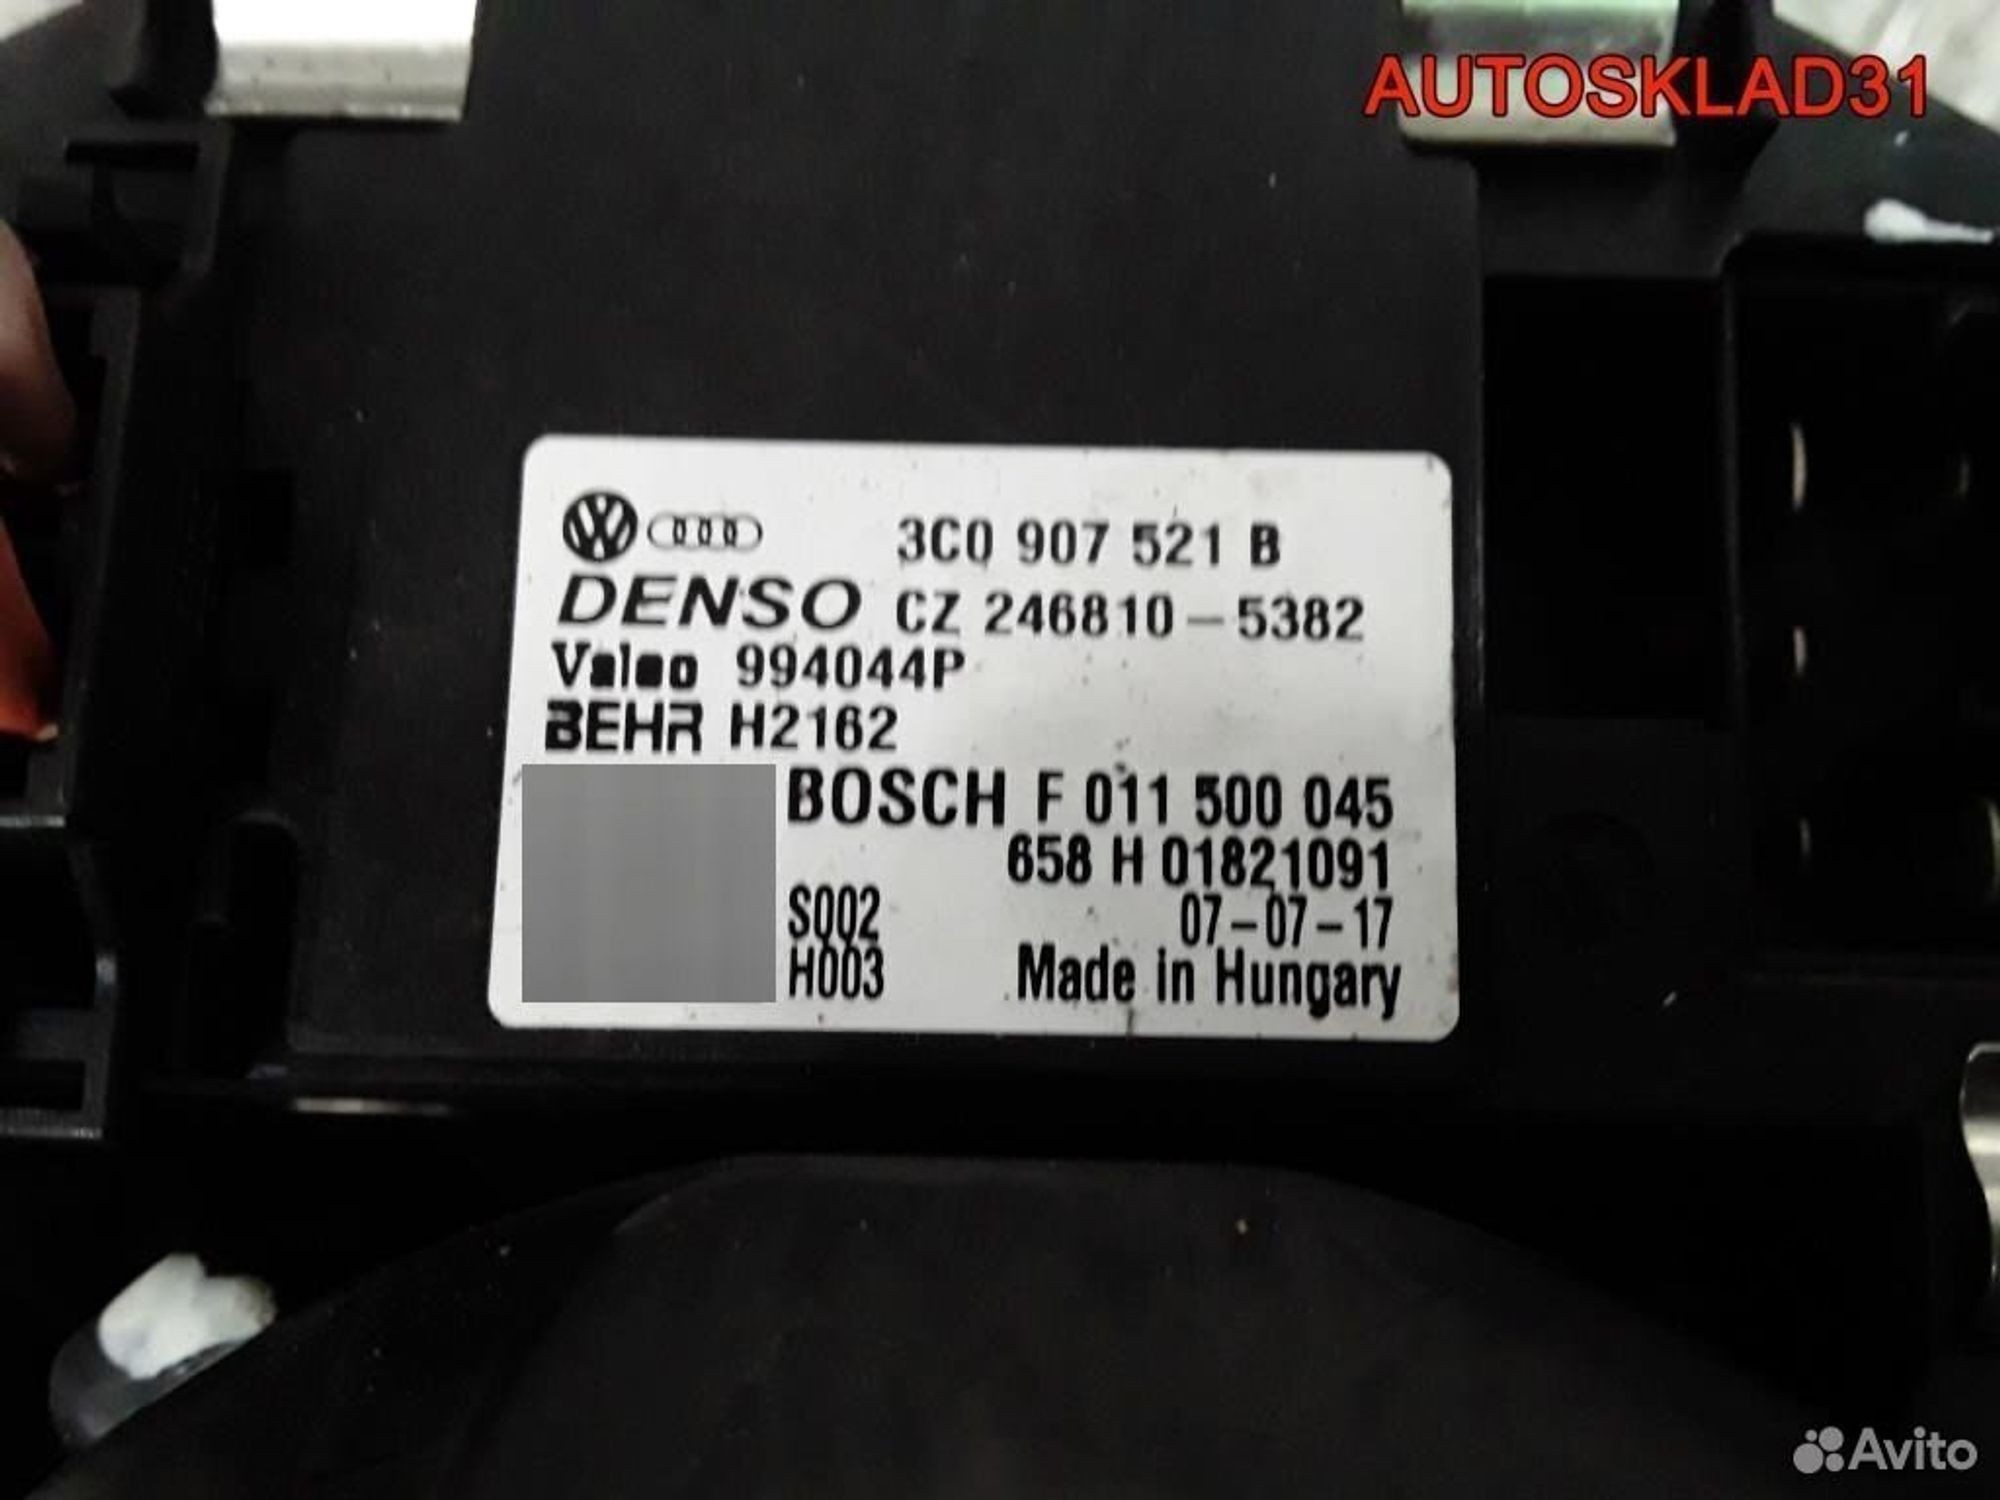 AUTOSKLAD31
3C0 907 521 B
DENSO CZ 246810-5382
Valeo 994044P
BEHR H2162
BOSCH F 011 500 045
658 H 01821091
S002 07-07-17
H003 Made in Hungary
Avito